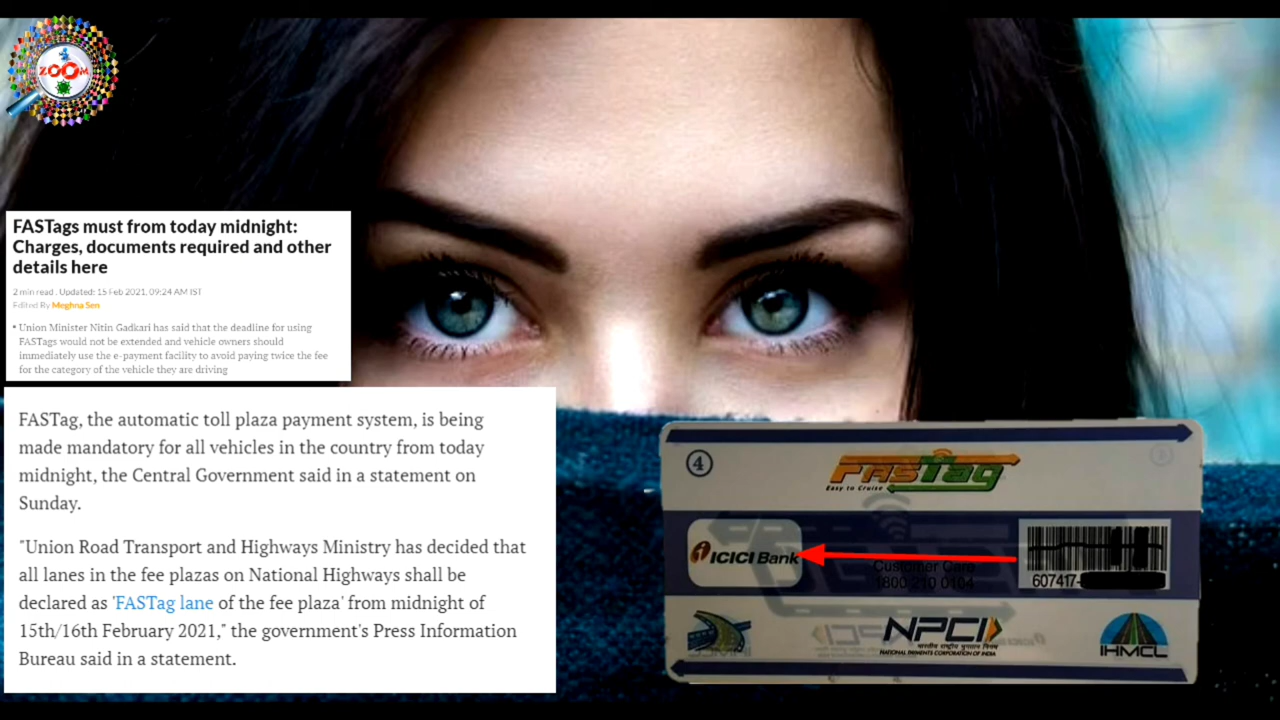 ZOOM
FASTags must from today midnight:
Charges, documents required and other
details here
2 min read . Updated: 15 Feb 2021, 09:24 AM IST
Edited By Meghna Sen
• Union Minister Nitin Gadkari has said that the deadline for using
FASTags would not be extended and vehicle owners should
immediately use the e-payment facility to avoid paying twice the fee
for the category of the vehicle they are driving
FASTag, the automatic toll plaza payment system, is being
made mandatory for all vehicles in the country from today
midnight, the Central Government said in a statement on
Sunday.
"Union Road Transport and Highways Ministry has decided that
all lanes in the fee plazas on National Highways shall be
declared as 'FASTag lane of the fee plaza' from midnight of
15th/16th February 2021," the government's Press Information
Bureau said in a statement.
4
FASTag
Easy to Cruise
ICICI Bank
Customer Care
1800 210 0104
607417-
IHMCL
NPCI
भारतीय राष्ट्रीय भुगतान निगम
NATIONAL PAYMENTS CORPORATION OF INDIA
IHMCL